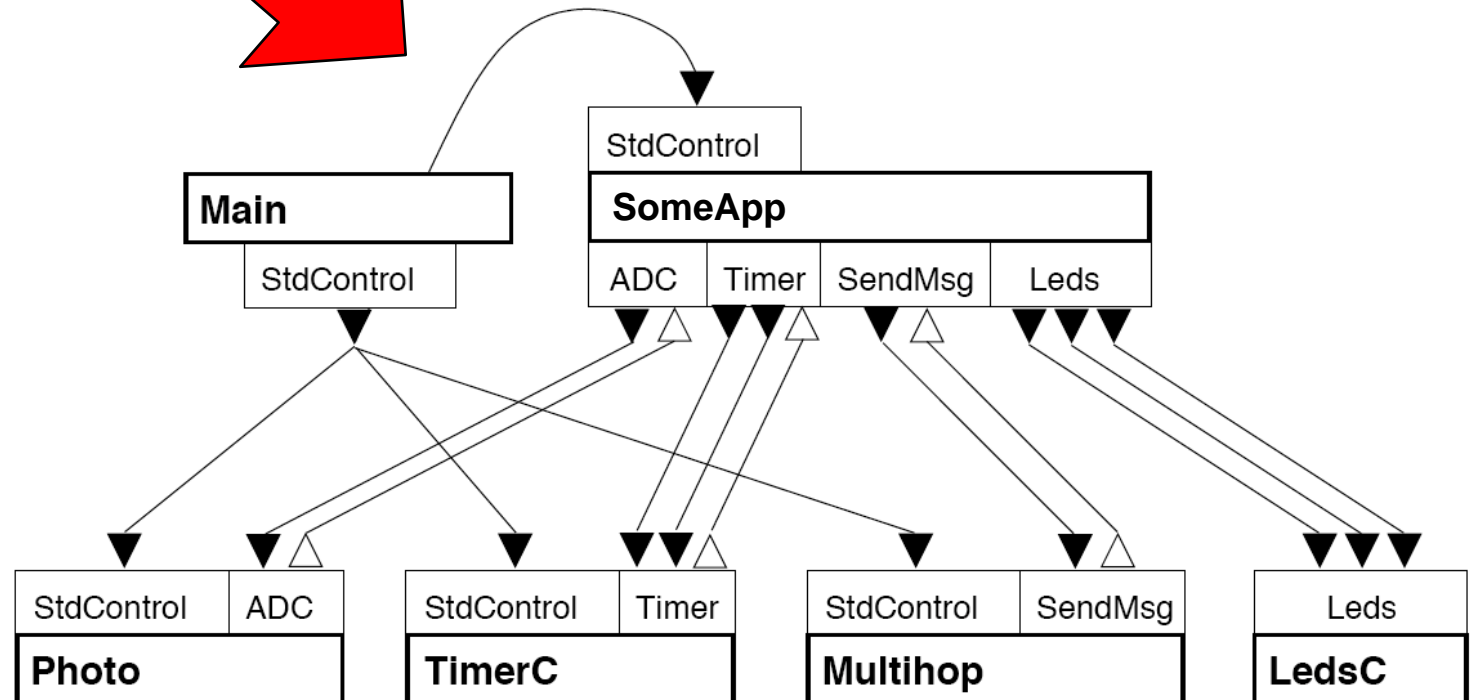 StdControl
Main
SomeApp
StdControl
ADC Timer SendMsg Leds
StdControl ADC StdControl Timer StdControl SendMsg Leds
Photo TimerC Multihop LedsC